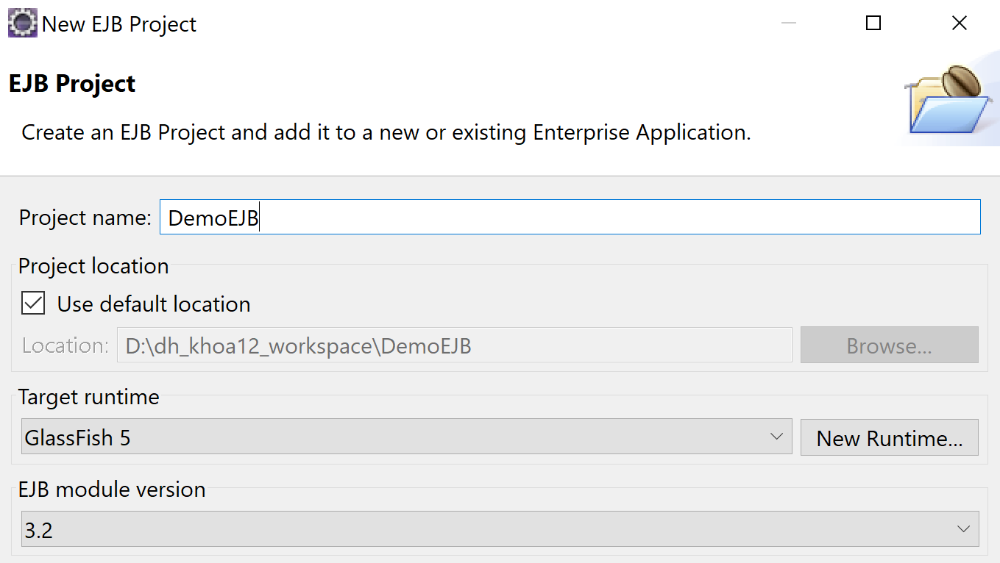 New EJB Project
EJB Project
Create an EJB Project and add it to a new or existing Enterprise Application.
Project name: DemoEJB
Project location
Use default location
Location: D:\dh_khoa12_workspace\DemoEJB Browse...
Target runtime
GlassFish 5 New Runtime...
EJB module version
3.2